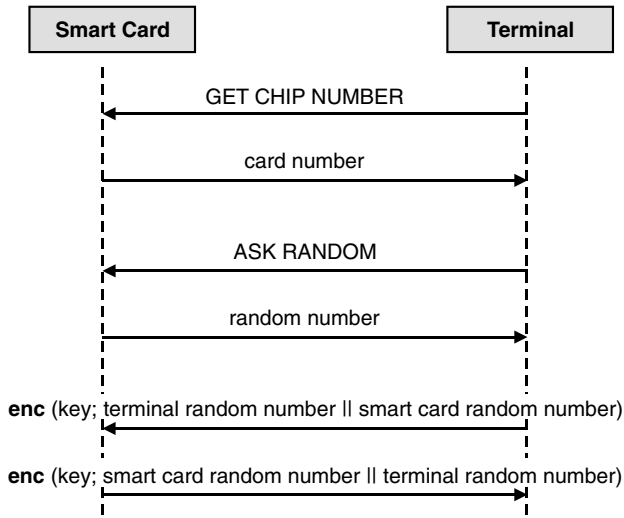 Smart Card
Terminal
GET CHIP NUMBER
card number
ASK RANDOM
random number
enc (key; terminal random number || smart card random number)
enc (key; smart card random number || terminal random number)